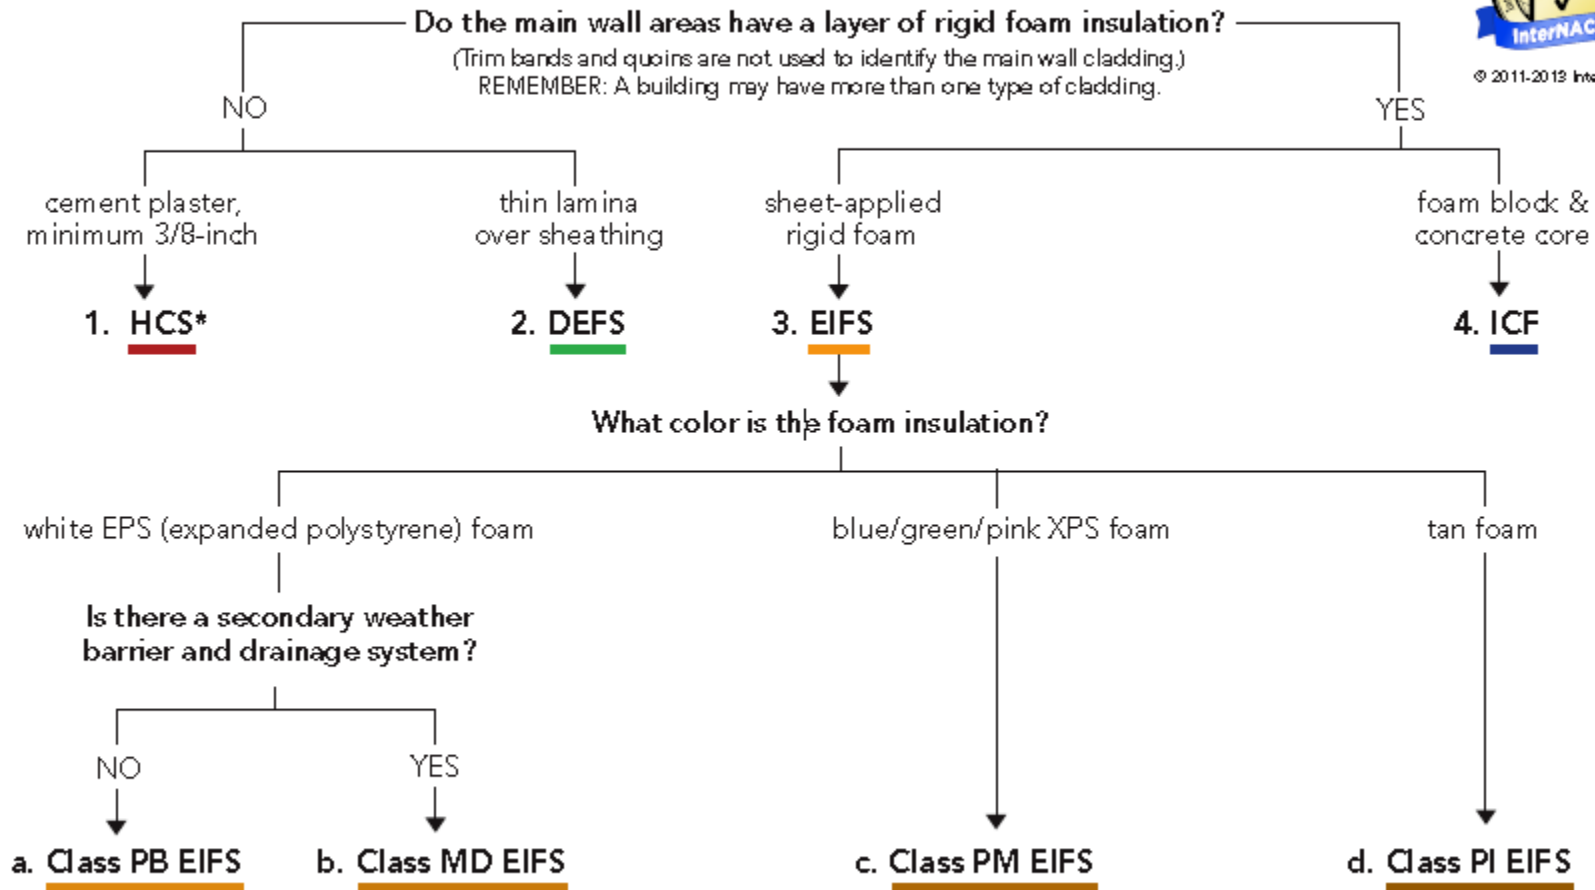 Do the main wall areas have a layer of rigid foam insulation?
(Trim bands and quoins are not used to identify the main wall cladding.)
REMEMBER: A building may have more than one type of cladding.
© 2011-2013
NO
YES
cement plaster,
minimum 3/8-inch
thin lamina
over sheathing
sheet-applied
rigid foam
foam block &
concrete core
1. HCS*
2. DEFS
3. EIFS
4. ICF
What color is the foam insulation?
white EPS (expanded polystyrene) foam
blue/green/pink XPS foam
tan foam
Is there a secondary weather
barrier and drainage system?
NO
YES
a. Class PB EIFS
b. Class MD EIFS
c. Class PM EIFS
d. Class PI EIFS